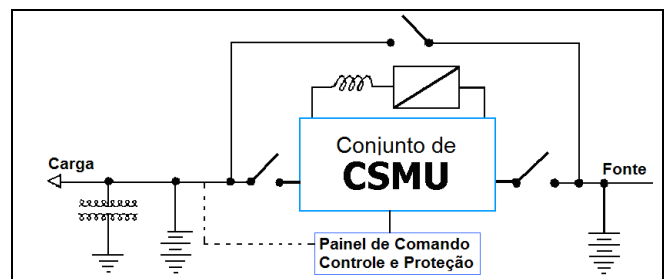 Conjunto de
CSMU
Carga
Fonte
Painel de Comando
Controle e Proteção